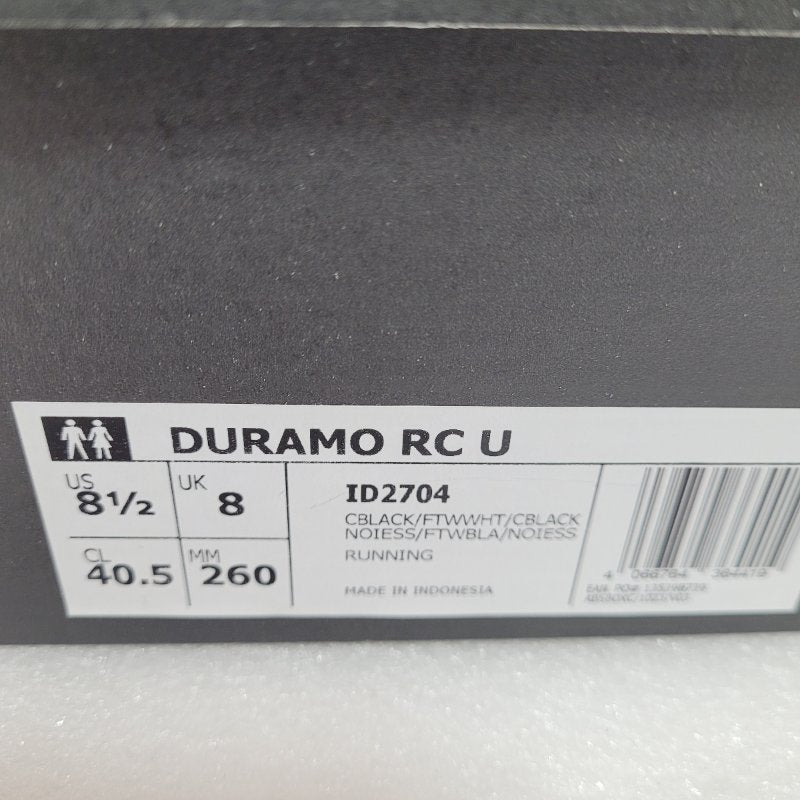 DURAMO RC U
US
8½
UK
8
ID2704
CBLACK/FTWWHT/CBLACK
NOIESS/FTWBLA/NOIESS
CL
40.5
MM
260
RUNNING
MADE IN INDONESIA